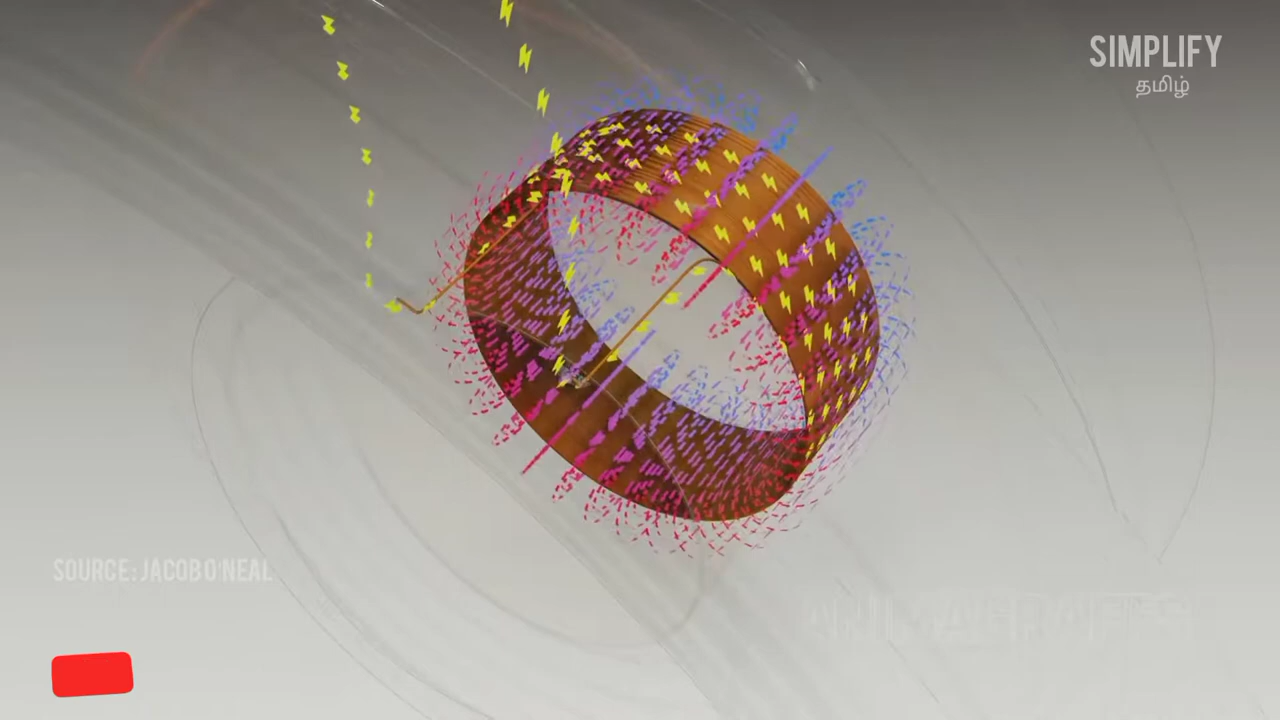 SIMPLIFY
தமிழ்
SOURCE: JACOB O'NEAL